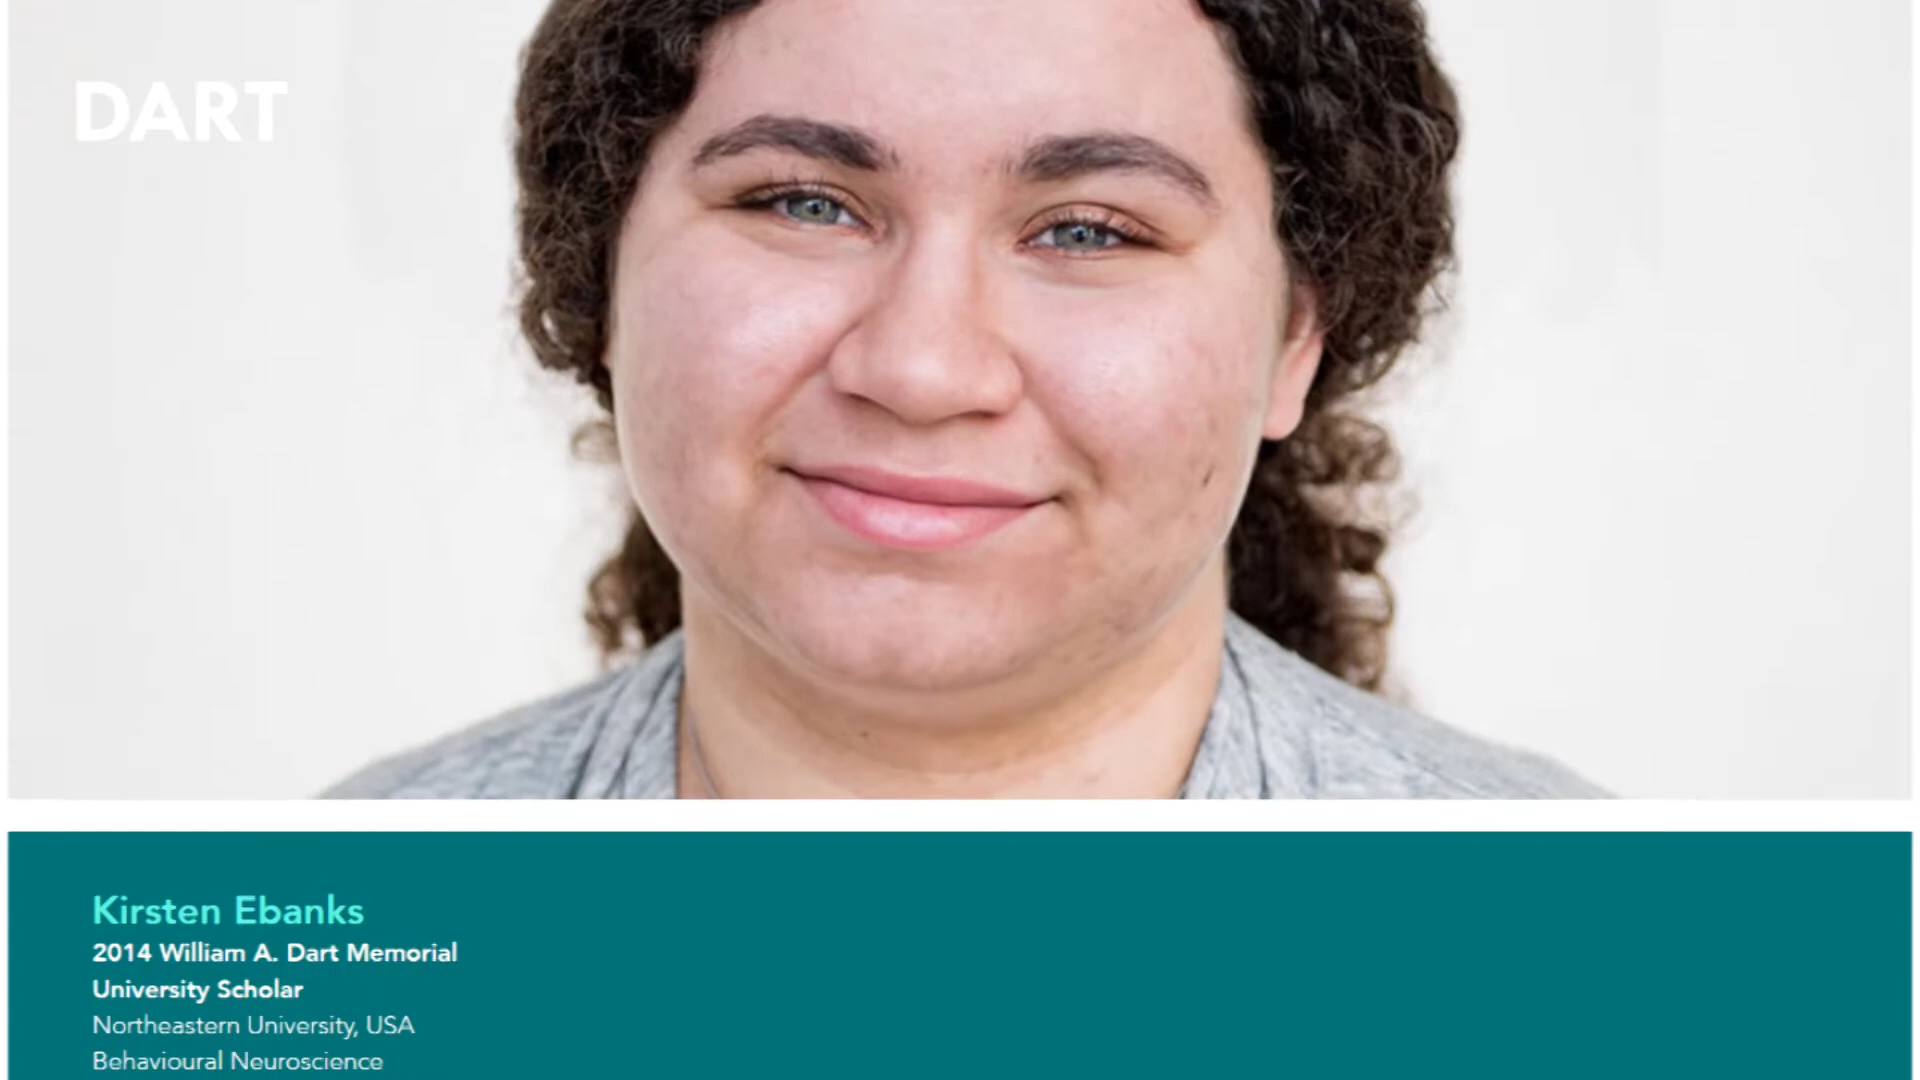 DART
Kirsten Ebanks
2014 William A. Dart Memorial
University Scholar
Northeastern University, USA
Behavioural Neuroscience